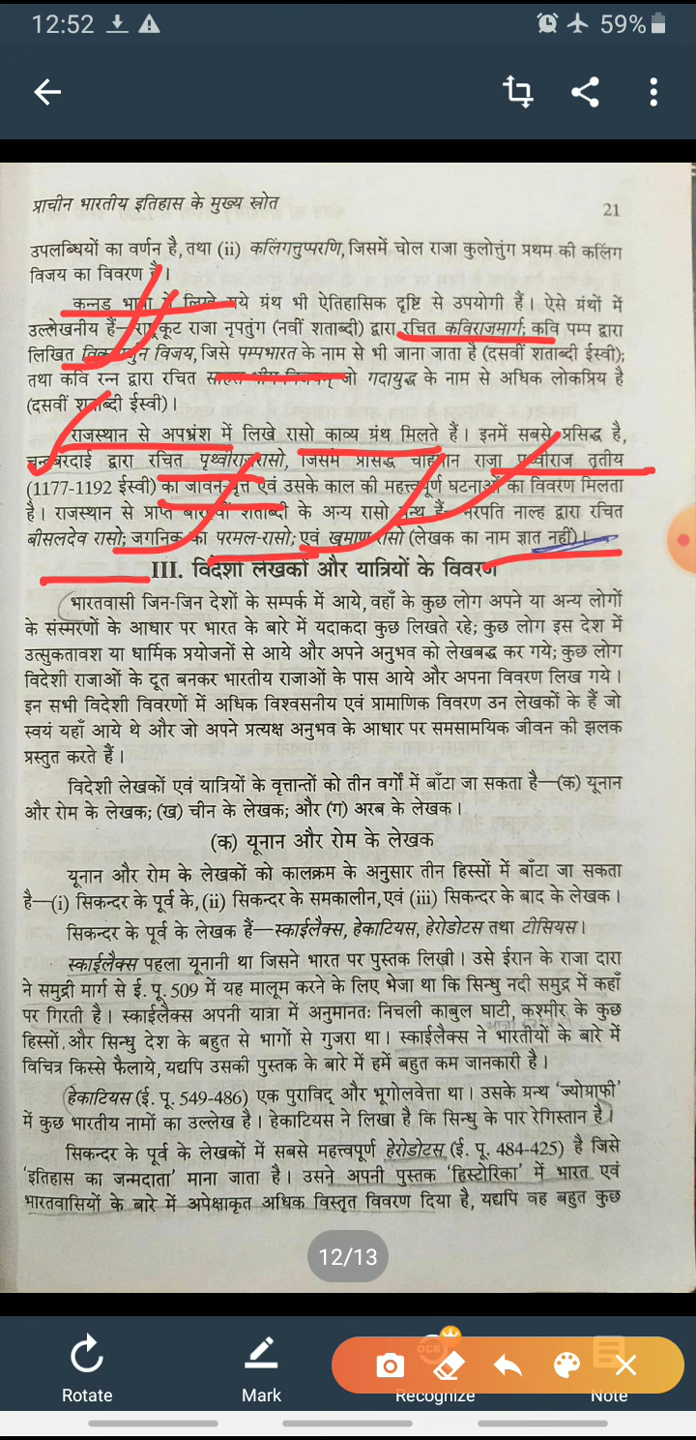 12:52
59%
प्राचीन भारतीय इतिहास के मुख्य स्रोत
21
उपलब्धियों का वर्णन है, तथा (ii) कलिंगत्तुप्परणि, जिसमें चोल राजा कुलोत्तुंग प्रथम की कलिंग
विजय का विवरण है।
कन्नड़ भाषा में लिखे गये ग्रंथ भी ऐतिहासिक दृष्टि से उपयोगी हैं। ऐसे ग्रंथों में
उल्लेखनीय हैं—राष्ट्रकूट राजा नृपतुंग (नवीं शताब्दी) द्वारा रचित कविराजमार्ग; कवि पम्प द्वारा
लिखित विजय, जिसे पम्पभारत के नाम से भी जाना जाता है (दसवीं शताब्दी ईस्वी);
तथा कवि रन्न द्वारा रचित जो गदायुद्ध के नाम से अधिक लोकप्रिय है
(दसवीं शताब्दी ईस्वी)।
राजस्थान से अपभ्रंश में लिखे रासो काव्य ग्रंथ मिलते हैं। इनमें सबसे प्रसिद्ध है,
चन्दबरदाई द्वारा रचित पृथ्वीराजरासो, जिसमें प्रसिद्ध चौहान राजा पृथ्वीराज तृतीय
(1177-1192 ईस्वी) का जीवन-वृत्त एवं उसके काल की महत्त्वपूर्ण घटनाओं का विवरण मिलता
है। राजस्थान से प्राप्त बारहवीं शताब्दी के अन्य रासो ग्रन्थ हैं— नरपति नाल्ह द्वारा रचित
बीसलदेव रासो; जगनिक का परमल-रासो; एवं खुमाण रासो (लेखक का नाम ज्ञात नहीं)।
III. विदेशी लेखकों और यात्रियों के विवरण
भारतवासी जिन-जिन देशों के सम्पर्क में आये, वहाँ के कुछ लोग अपने या अन्य लोगों
के संस्मरणों के आधार पर भारत के बारे में यदाकदा कुछ लिखते रहे; कुछ लोग इस देश में
उत्सुकतावश या धार्मिक प्रयोजनों से आये और अपने अनुभव को लेखबद्ध कर गये; कुछ लोग
विदेशी राजाओं के दूत बनकर भारतीय राजाओं के पास आये और अपना विवरण लिख गये।
इन सभी विदेशी विवरणों में अधिक विश्वसनीय एवं प्रामाणिक विवरण उन लेखकों के हैं जो
स्वयं यहाँ आये थे और जो अपने प्रत्यक्ष अनुभव के आधार पर समसामयिक जीवन की झलक
प्रस्तुत करते हैं।
विदेशी लेखकों एवं यात्रियों के वृत्तान्तों को तीन वर्गों में बाँटा जा सकता है—(क) यूनान
और रोम के लेखक; (ख) चीन के लेखक; और (ग) अरब के लेखक।
(क) यूनान और रोम के लेखक
यूनान और रोम के लेखकों को कालक्रम के अनुसार तीन हिस्सों में बाँटा जा सकता
है—(i) सिकन्दर के पूर्व के, (ii) सिकन्दर के समकालीन, एवं (iii) सिकन्दर के बाद के लेखक।
सिकन्दर के पूर्व के लेखक हैं—स्काईलैक्स, हेकाटियस, हेरोडोटस तथा टीसियस।
स्काईलैक्स पहला यूनानी था जिसने भारत पर पुस्तक लिखी। उसे ईरान के राजा दारा
ने समुद्री मार्ग से ई. पू. 509 में यह मालूम करने के लिए भेजा था कि सिन्धु नदी समुद्र में कहाँ
पर गिरती है। स्काईलैक्स अपनी यात्रा में अनुमानतः निचली काबुल घाटी, कश्मीर के कुछ
हिस्सों और सिन्धु देश के बहुत से भागों से गुजरा था। स्काईलैक्स ने भारतीयों के बारे में
विचित्र किस्से फैलाये, यद्यपि उसकी पुस्तक के बारे में हमें बहुत कम जानकारी है।
हेकाटियस (ई. पू. 549-486) एक पुराविद् और भूगोलवेत्ता था। उसके ग्रन्थ 'ज्योग्राफी'
में कुछ भारतीय नामों का उल्लेख है। हेकाटियस ने लिखा है कि सिन्धु के पार रेगिस्तान है।
सिकन्दर के पूर्व के लेखकों में सबसे महत्त्वपूर्ण हेरोडोटस (ई. पू. 484-425) है जिसे
'इतिहास का जन्मदाता' माना जाता है। उसने अपनी पुस्तक 'हिस्टोरिका' में भारत एवं
भारतवासियों के बारे में अपेक्षाकृत अधिक विस्तृत विवरण दिया है, यद्यपि वह बहुत कुछ
12/13
OCR
Rotate
Mark
Recognize
Note